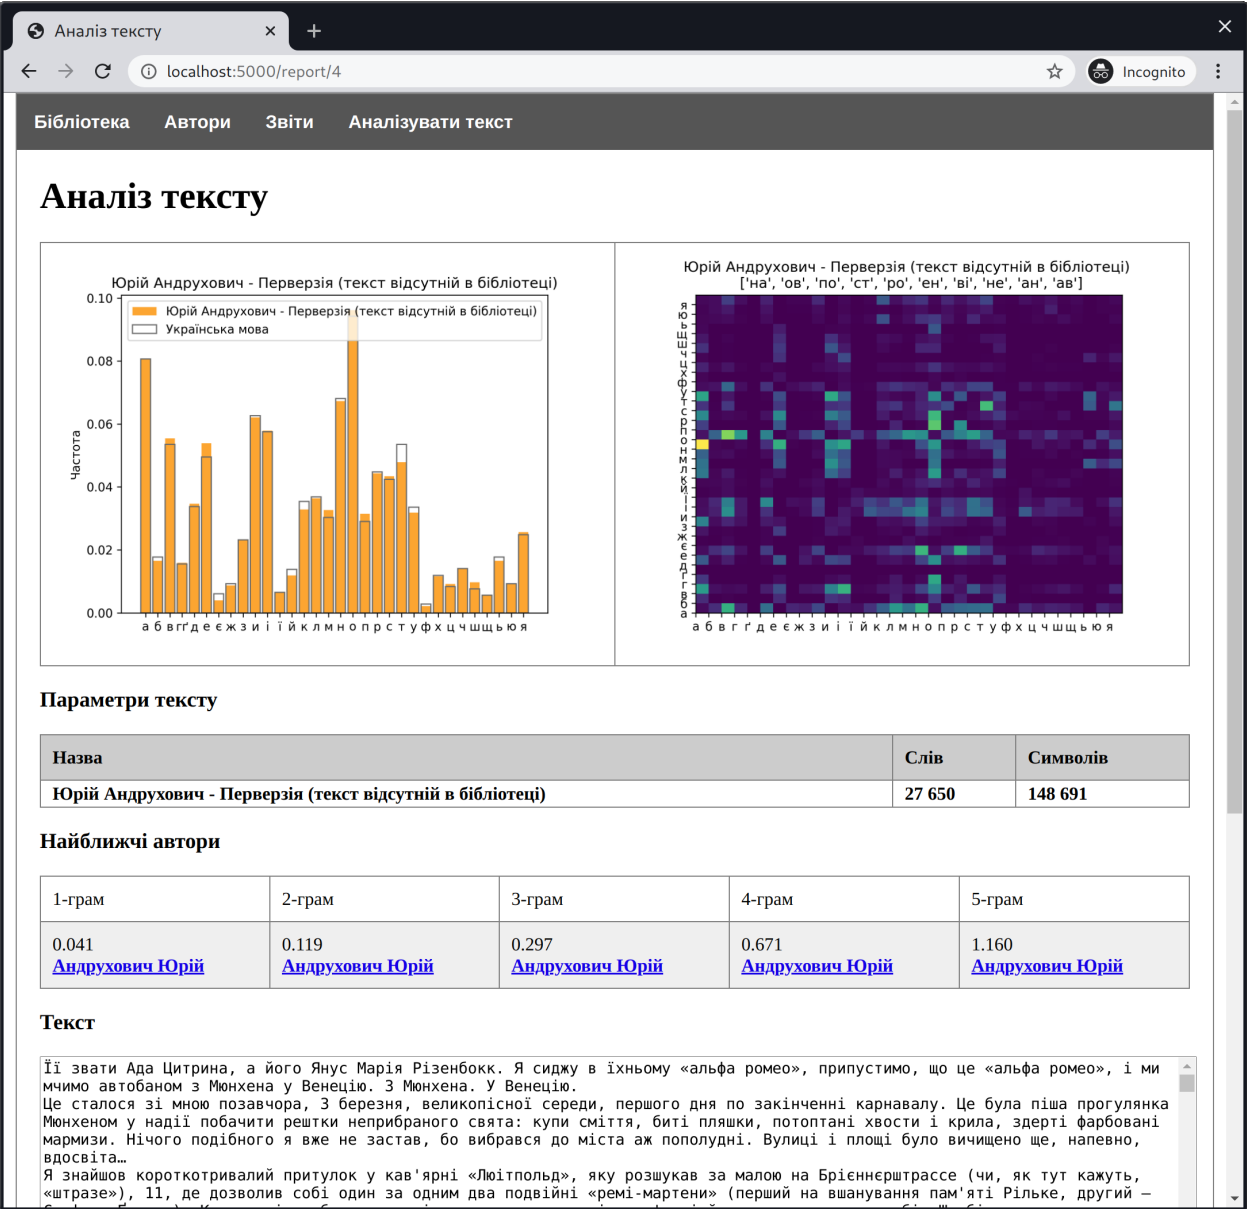 Аналіз тексту
localhost:5000/report/4
Incognito
Бібліотека Автори Звіти Аналізувати текст
Аналіз тексту
Юрій Андрухович - Перверзія (текст відсутній в бібліотеці)
Юрій Андрухович - Перверзія (текст відсутній в бібліотеці)
Українська мова
Частота
0.10
0.08
0.06
0.04
0.02
0.00
а б в г ґ д е є ж з и і ї й к л м н о п р с т у ф х ц ч ш щ ь ю я
Юрій Андрухович - Перверзія (текст відсутній в бібліотеці)
['на', 'ов', 'по', 'ст', 'ро', 'ен', 'ві', 'не', 'ан', 'ав']
я
ю
ь
щ
ш
ч
ц
х
ф
у
т
с
р
п
о
н
м
л
к
й
ї
і
и
з
ж
є
е
д
ґ
г
в
б
а
а б в г ґ д е є ж з и і ї й к л м н о п р с т у ф х ц ч ш щ ь ю я
Параметри тексту
Назва Слів Символів
Юрій Андрухович - Перверзія (текст відсутній в бібліотеці) 27 650 148 691
Найближчі автори
1-грам 2-грам 3-грам 4-грам 5-грам
0.041 0.119 0.297 0.671 1.160
Андрухович Юрій Андрухович Юрій Андрухович Юрій Андрухович Юрій Андрухович Юрій
Текст
Її звати Ада Цитрина, а його Янус Марія Різенбокк. Я сиджу в їхньому «альфа ромео», припустимо, що це «альфа ромео», і ми
мчимо автобаном з Мюнхена у Венецію. З Мюнхена. У Венецію.
Це сталося зі мною позавчора, 3 березня, великопісної середи, першого дня по закінченні карнавалу. Це була піша прогулянка
Мюнхеном у надії побачити рештки неприбраного свята: купи сміття, биті пляшки, потоптані хвости і крила, здерті фарбовані
мармизи. Нічого подібного я вже не застав, бо вибрався до міста аж пополудні. Вулиці і площі було вичищено ще, напевно,
вдосвіта…
Я знайшов короткотривалий притулок у кав'ярні «Люітпольд», яку розшукав за малою на Брієннерштрассе (чи, як тут кажуть,
«штразе»), 11, де дозволив собі один за одним два подвійні «ремі-мартени» (перший на вшанування пам'яті Рільке, другий –